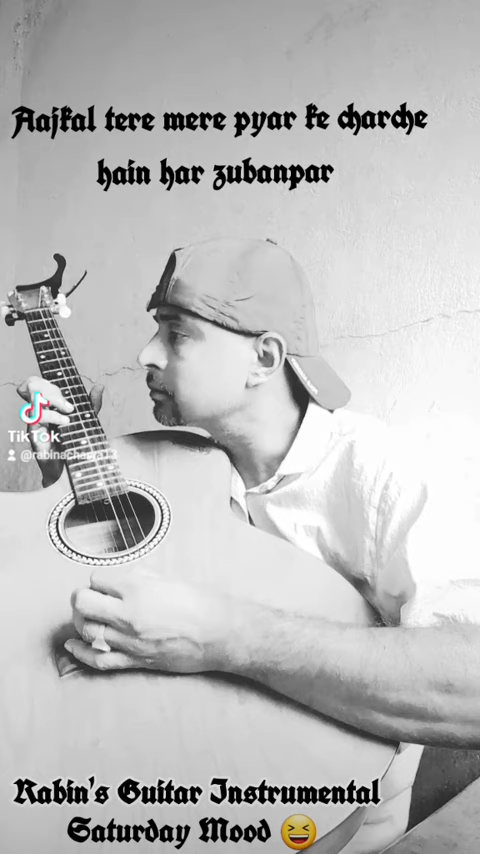 Aajkal tere mere pyar ke charche
hain har zubanpar
TikTok
Rabin's Guitar Instrumental
Saturday Mood 😆